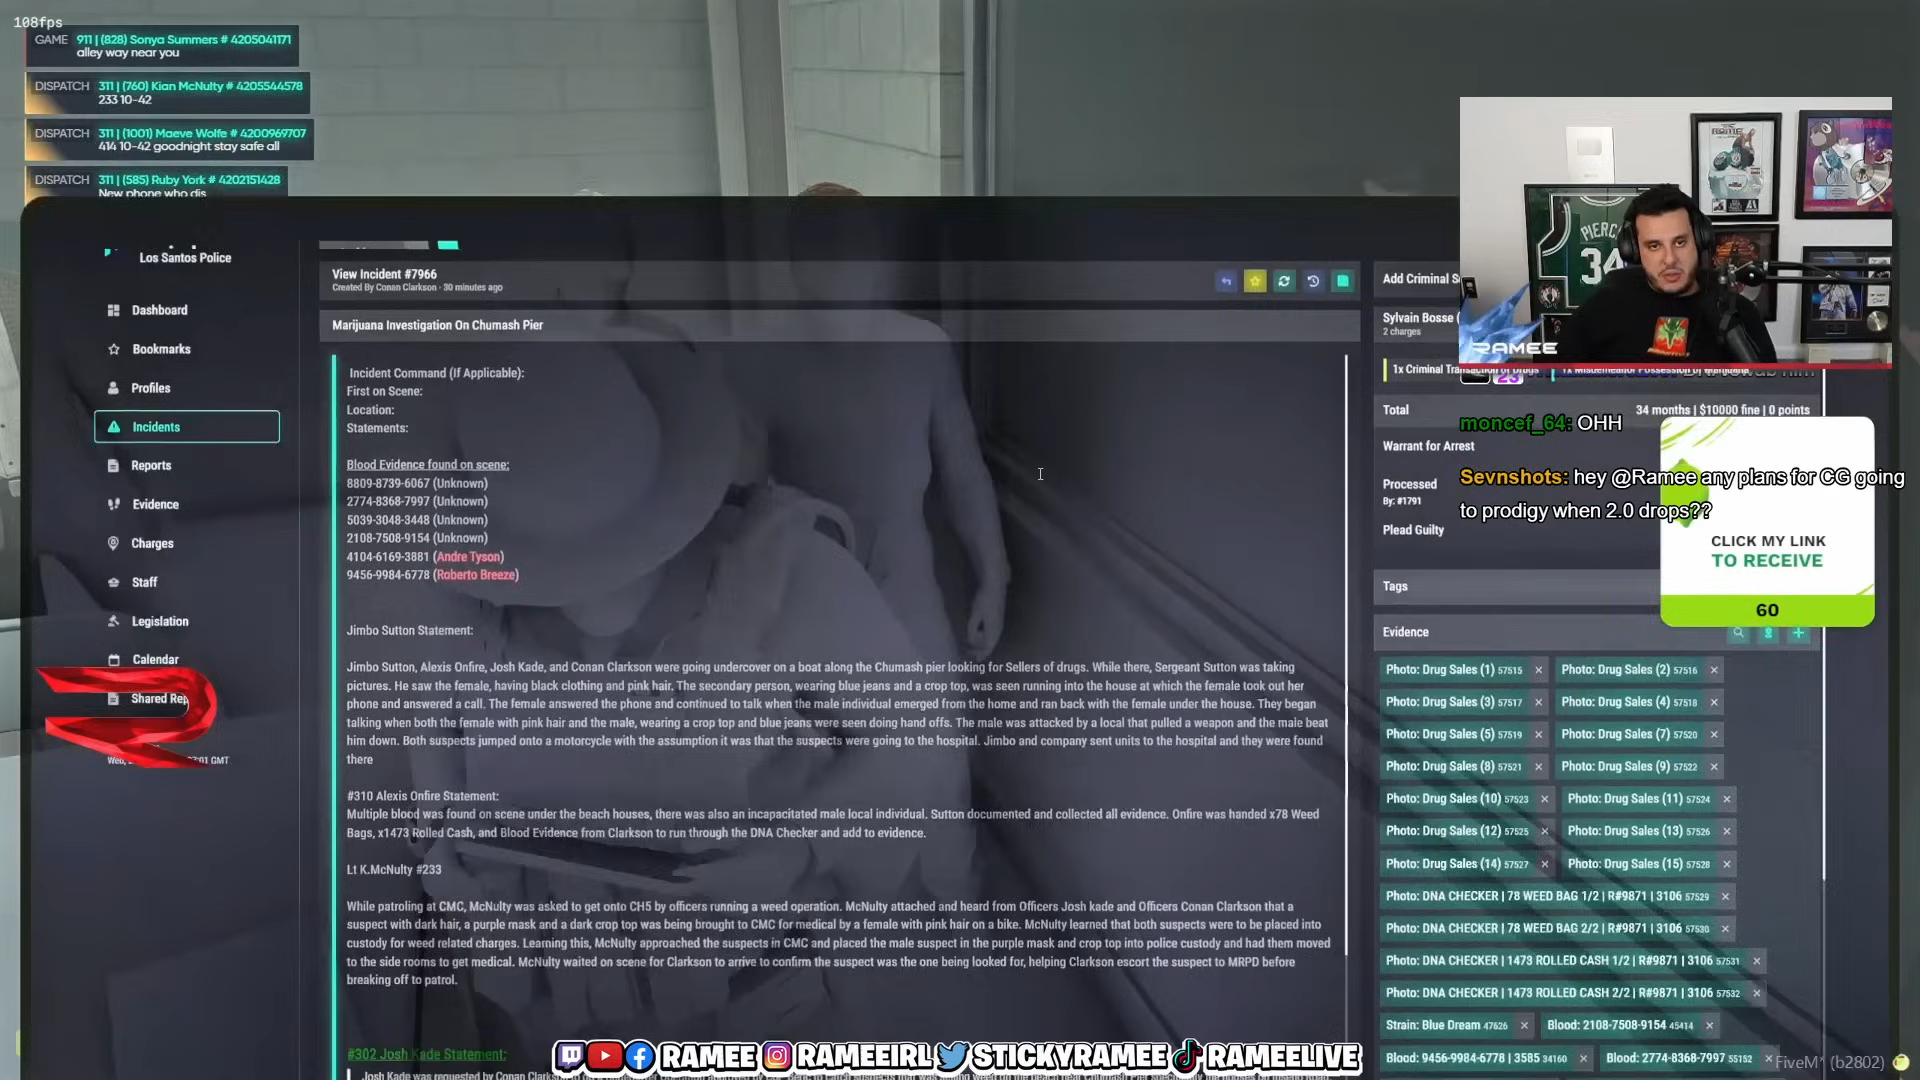 108fps
GAME 911 | (828) Sonya Summers # 4205041171
alley way near you
DISPATCH 311 | (760) Kian McNulty # 4205544578
233 10-42
DISPATCH 311 | (1001) Maeve Wolfe # 4200969707
414 10-42 goodnight stay safe all
DISPATCH 311 | (585) Ruby York # 4202151428
New phone who dis
Los Santos Police
Dashboard
Bookmarks
Profiles
Incidents
Reports
Evidence
Charges
Staff
Legislation
Calendar
Shared Rep
View Incident #7966
Created By Conan Clarkson · 30 minutes ago
Marijuana Investigation On Chumash Pier
Incident Command (If Applicable):
First on Scene:
Location:
Statements:
Blood Evidence found on scene:
8809-8739-6067 (Unknown)
2774-8368-7997 (Unknown)
5039-3048-3448 (Unknown)
2108-7508-9154 (Unknown)
4104-6169-3881 (Andre Tyson)
9456-9984-6778 (Roberto Breeze)
Jimbo Sutton Statement:
Jimbo Sutton, Alexis Onfire, Josh Kade, and Conan Clarkson were going undercover on a boat along the Chumash pier looking for Sellers of drugs. While there, Sergeant Sutton was taking
pictures. He saw the female, having black clothing and pink hair. The secondary person, wearing blue jeans and a crop top, was seen running into the house at which the female took out her
phone and answered a call. The female answered the phone and continued to talk when the male individual emerged from the home and ran back with the female under the house. They began
talking when both the female with pink hair and the male, wearing a crop top and blue jeans were seen doing hand offs. The male was attacked by a local that pulled a weapon and the male beat
him down. Both suspects jumped onto a motorcycle with the assumption it was that the suspects were going to the hospital. Jimbo and company sent units to the hospital and they were found
there
#310 Alexis Onfire Statement:
Multiple blood was found on scene under the beach houses, there was also an incapacitated male local individual. Sutton documented and collected all evidence. Onfire was handed x78 Weed
Bags, x1473 Rolled Cash, and Blood Evidence from Clarkson to run through the DNA Checker and add to evidence.
Lt K.McNulty #233
While patroling at CMC, McNulty was asked to get onto CH5 by officers running a weed operation. McNulty attached and heard from Officers Josh kade and Officers Conan Clarkson that a
suspect with dark hair, a purple mask and a dark crop top was being brought to CMC for medical by a female with pink hair on a bike. McNulty learned that both suspects were to be placed into
custody for weed related charges. Learning this, McNulty approached the suspects in CMC and placed the male suspect in the purple mask and crop top into police custody and had them moved
to the side rooms to get medical. McNulty waited on scene for Clarkson to arrive to confirm the suspect was the one being looked for, helping Clarkson escort the suspect to MRPD before
breaking off to patrol.
#302 Josh Kade Statement:
Josh Kade was requested by Conan
Add Criminal S
Sylvain Bosse (
2 charges
1x Criminal Transaction of Drugs 1x Misdemeanor Possession of Marijuana
Total 34 months | $10000 fine | 0 points
Warrant for Arrest
Processed
By: #1791
Plead Guilty
Tags
Evidence
Photo: Drug Sales (1) 57515 × Photo: Drug Sales (2) 57516 ×
Photo: Drug Sales (3) 57517 × Photo: Drug Sales (4) 57518 ×
Photo: Drug Sales (5) 57519 × Photo: Drug Sales (7) 57520 ×
Photo: Drug Sales (8) 57521 × Photo: Drug Sales (9) 57522 ×
Photo: Drug Sales (10) 57523 × Photo: Drug Sales (11) 57524 ×
Photo: Drug Sales (12) 57525 × Photo: Drug Sales (13) 57526 ×
Photo: Drug Sales (14) 57527 × Photo: Drug Sales (15) 57528 ×
Photo: DNA CHECKER | 78 WEED BAG 1/2 | R#9871 | 3106 57529 ×
Photo: DNA CHECKER | 78 WEED BAG 2/2 | R#9871 | 3106 57530 ×
Photo: DNA CHECKER | 1473 ROLLED CASH 1/2 | R#9871 | 3106 57531 ×
Photo: DNA CHECKER | 1473 ROLLED CASH 2/2 | R#9871 | 3106 57532 ×
Strain: Blue Dream 47626 × Blood: 2108-7508-9154 45414 ×
Blood: 9456-9984-6778 | 3585 34160 × Blood: 2774-8368-7997 55152 ×
PIERCE
34
RAMEE
moncef_64: OHH
Sevnshots: hey @Ramee any plans for CG going
to prodigy when 2.0 drops??
CLICK MY LINK
TO RECEIVE
60
RAMEE RAMEEIRL STICKYRAMEE RAMEELIVE
FiveM* (b2802)